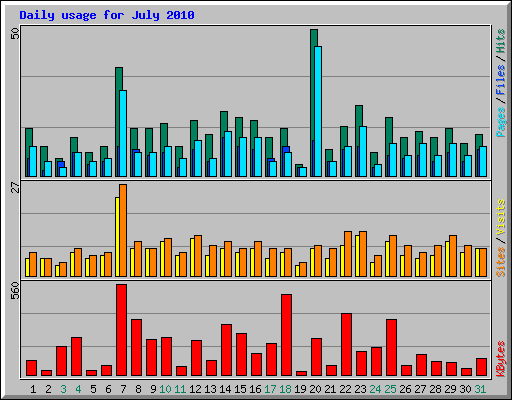 Daily usage for July 2010
50
Pages / Files / Hits
27
Sites / Visits
560
KBytes
1 2 3 4 5 6 7 8 9 10 11 12 13 14 15 16 17 18 19 20 21 22 23 24 25 26 27 28 29 30 31